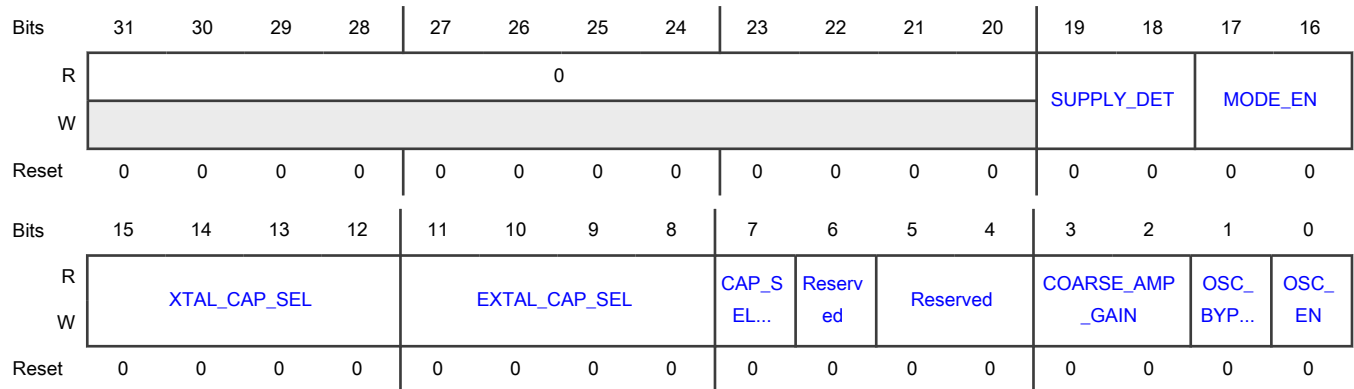 Bits 31 30 29 28 27 26 25 24 23 22 21 20 19 18 17 16
R 0 SUPPLY_DET MODE_EN
W
Reset 0 0 0 0 0 0 0 0 0 0 0 0 0 0 0 0
Bits 15 14 13 12 11 10 9 8 7 6 5 4 3 2 1 0
R XTAL_CAP_SEL EXTAL_CAP_SEL CAP_S Reserv Reserved COARSE_AMP OSC_ OSC_
W EL... ed _GAIN BYP... EN
Reset 0 0 0 0 0 0 0 0 0 0 0 0 0 0 0 0